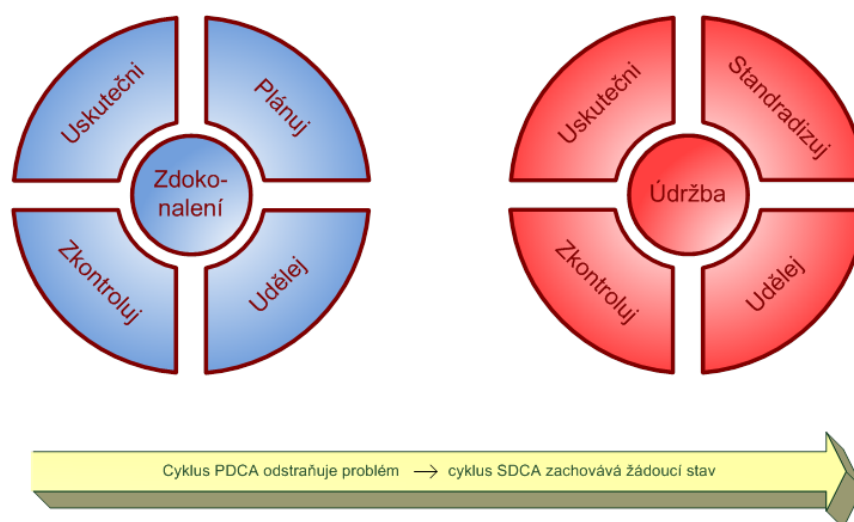 Uskutečni
Plánuj
Zdoko-
nalení
Zkontroluj
Udělej
Uskutečni
Standradizuj
Údržba
Zkontroluj
Udělej
Cyklus PDCA odstraňuje problém → cyklus SDCA zachovává žádoucí stav